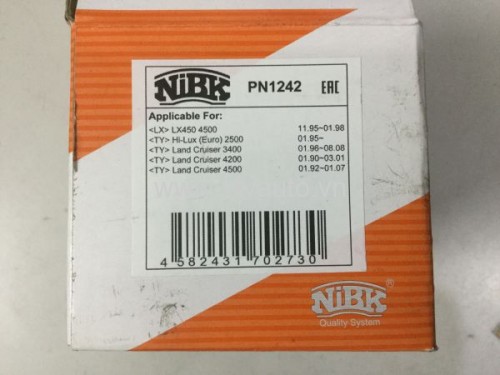 NiBK PN1242 EAC
Applicable For:
<LX> LX450 4500 11.95~01.98
<TY> Hi-Lux (Euro) 2500 01.95~
<TY> Land Cruiser 3400 01.96~08.08
<TY> Land Cruiser 4200 01.90~03.01
<TY> Land Cruiser 4500 01.92~01.07
4 582431 702730
NiBK
Quality System